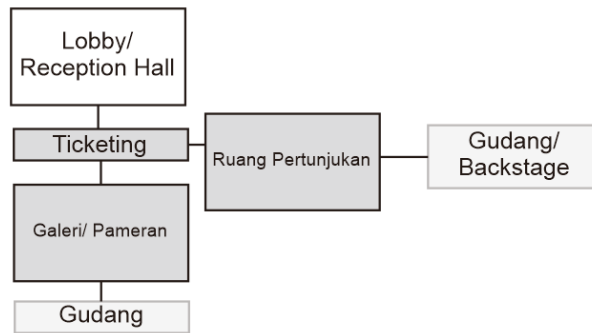 Lobby/
Reception Hall
Ticketing
Ruang Pertunjukan
Gudang/
Backstage
Galeri/ Pameran
Gudang